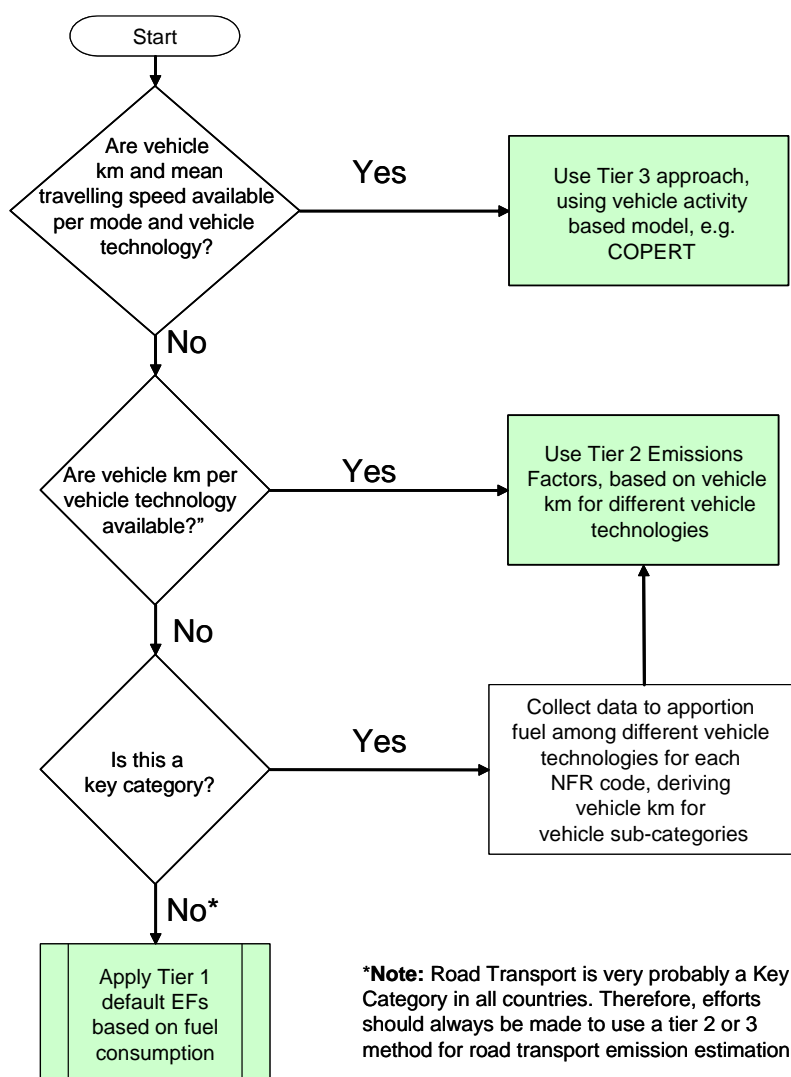 Start
Are vehicle
km and mean
travelling speed available
per mode and vehicle
technology?
Yes
Use Tier 3 approach,
using vehicle activity
based model, e.g.
COPERT
No
Are vehicle km per
vehicle technology
available?”
Yes
Use Tier 2 Emissions
Factors, based on vehicle
km for different vehicle
technologies
No
Is this a
key category?
Yes
Collect data to apportion
fuel among different vehicle
technologies for each
NFR code, deriving
vehicle km for
vehicle sub-categories
No*
Apply Tier 1
default EFs
based on fuel
consumption
*Note: Road Transport is very probably a Key
Category in all countries. Therefore, efforts
should always be made to use a tier 2 or 3
method for road transport emission estimation